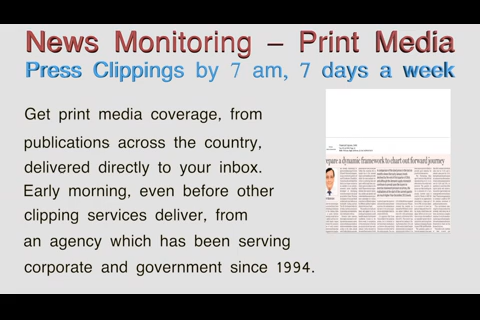 News Monitoring – Print Media
Press Clippings by 7 am, 7 days a week
Get print media coverage, from
publications across the country,
delivered directly to your inbox.
Early morning, even before other
clipping services deliver, from
an agency which has been serving
corporate and government since 1994.
repare a dynamic framework to chart out forward journey